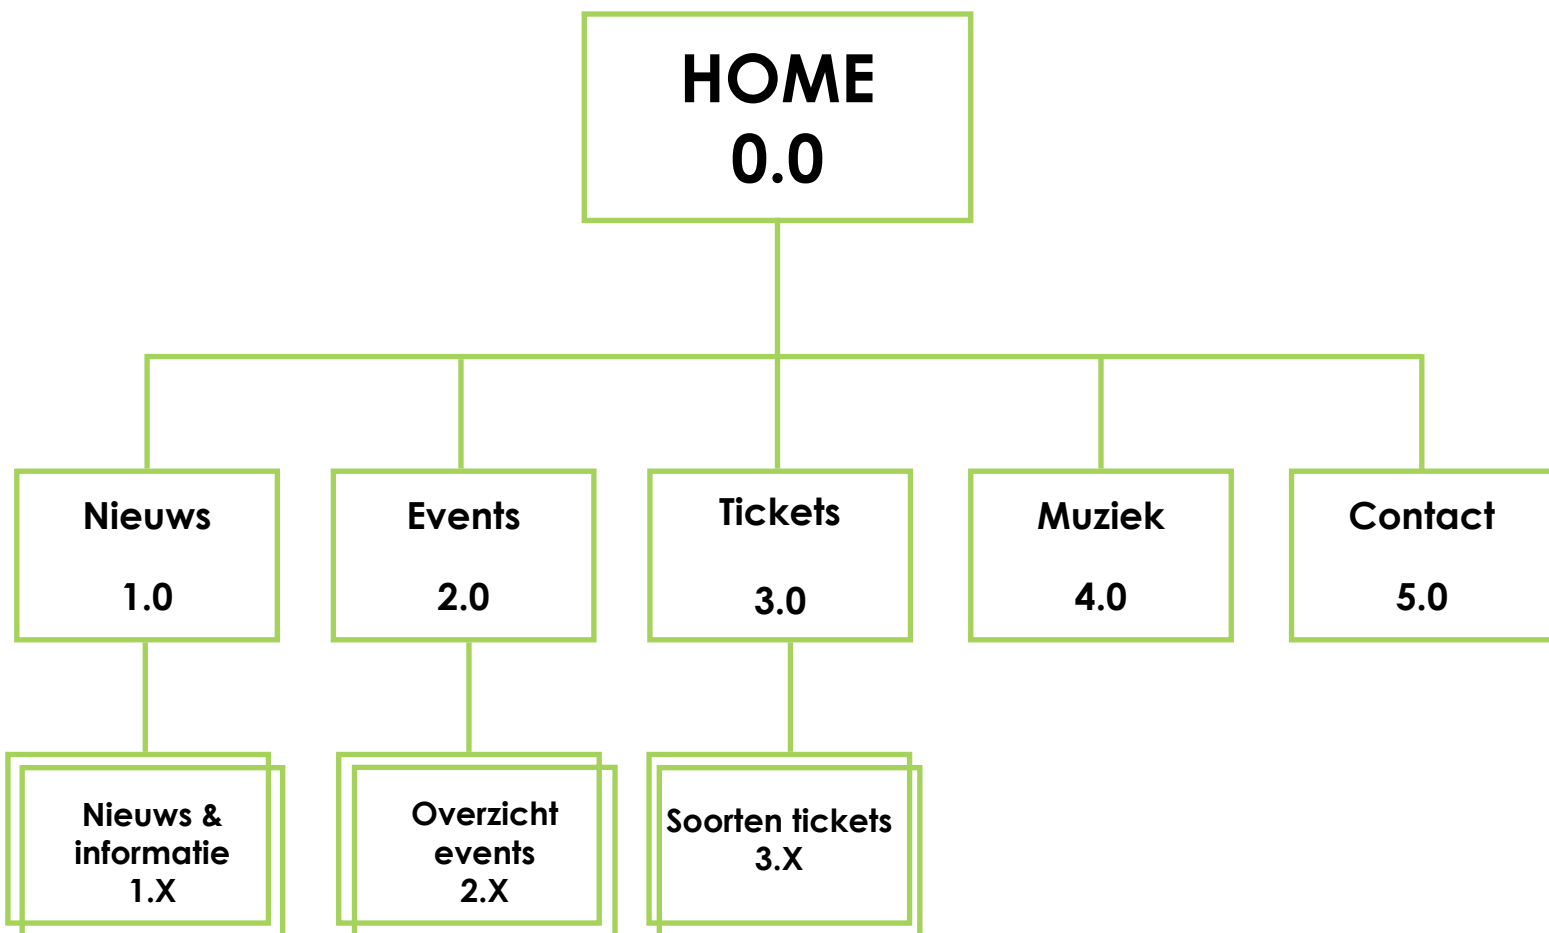 HOME
0.0
Nieuws
1.0
Events
2.0
Tickets
3.0
Muziek
4.0
Contact
5.0
Nieuws &
informatie
1.X
Overzicht
events
2.X
Soorten tickets
3.X